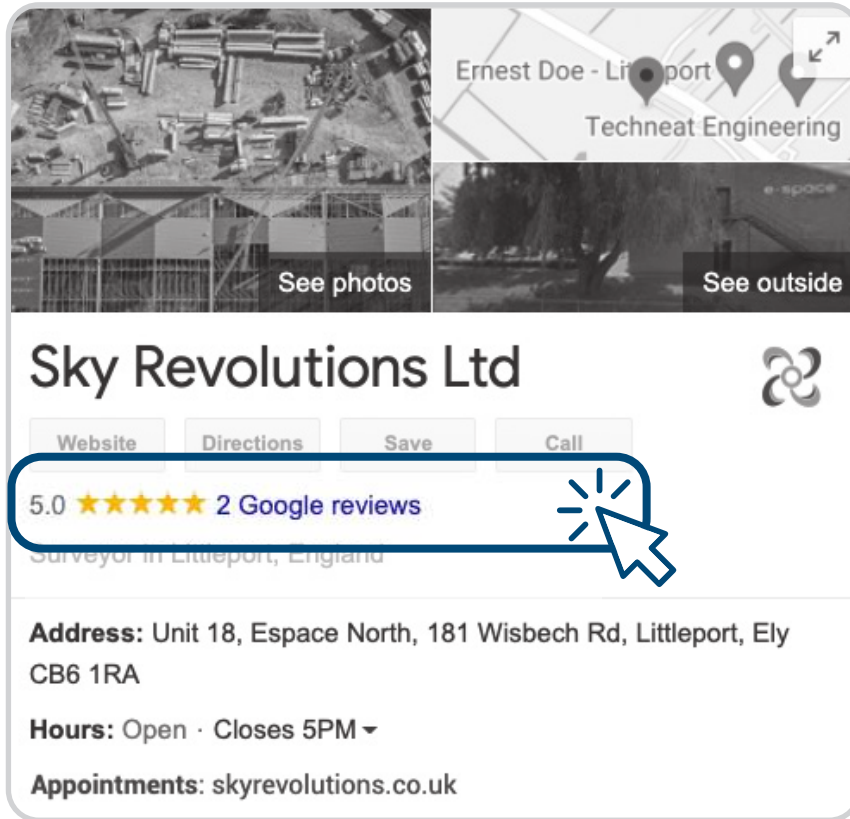 Ernest Doe - Littleport
Techneat Engineering
e-space
See photos
See outside
Sky Revolutions Ltd
Website Directions Save Call
5.0 ★★★★★ 2 Google reviews
Surveyor in Littleport, England
Address: Unit 18, Espace North, 181 Wisbech Rd, Littleport, Ely
CB6 1RA
Hours: Open · Closes 5PM
Appointments: skyrevolutions.co.uk